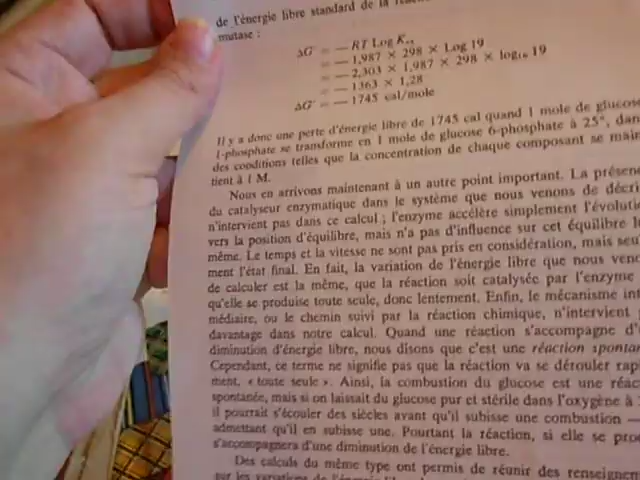 de l'énergie libre standard de la
mutase :
ΔG° = − RT Log K
= − 1,987 × 298 × Log 19
= − 2,303 × 1,987 × 298 × log₁₀ 19
= − 1363 × 1,28
ΔG° = − 1745 cal/mole
Il y a donc une perte d'énergie libre de 1745 cal quand 1 mole de glucose
1-phosphate se transforme en 1 mole de glucose 6-phosphate à 25°, dan
des conditions telles que la concentration de chaque composant se main
tient à 1 M.
Nous en arrivons maintenant à un autre point important. La présen
du catalyseur enzymatique dans le système que nous venons de décri
n'intervient pas dans ce calcul ; l'enzyme accélère simplement l'évoluti
vers la position d'équilibre, mais n'a pas d'influence sur cet équilibre l
même. Le temps et la vitesse ne sont pas pris en considération, mais seu
ment l'état final. En fait, la variation de l'énergie libre que nous ven
de calculer est la même, que la réaction soit catalysée par l'enzyme
qu'elle se produise toute seule, donc lentement. Enfin, le mécanisme int
médiaire, ou le chemin suivi par la réaction chimique, n'intervient
davantage dans notre calcul. Quand une réaction s'accompagne d'
diminution d'énergie libre, nous disons que c'est une réaction spontan
Cependant, ce terme ne signifie pas que la réaction va se dérouler rap
ment, « toute seule ». Ainsi, la combustion du glucose est une réac
spontanée, mais si on laissait du glucose pur et stérile dans l'oxygène à
il pourrait s'écouler des siècles avant qu'il subisse une combustion —
admettant qu'il en subisse une. Pourtant la réaction, si elle se pro
s'accompagnera d'une diminution de l'énergie libre.
Des calculs du même type ont permis de réunir des renseignem
sur les variations de